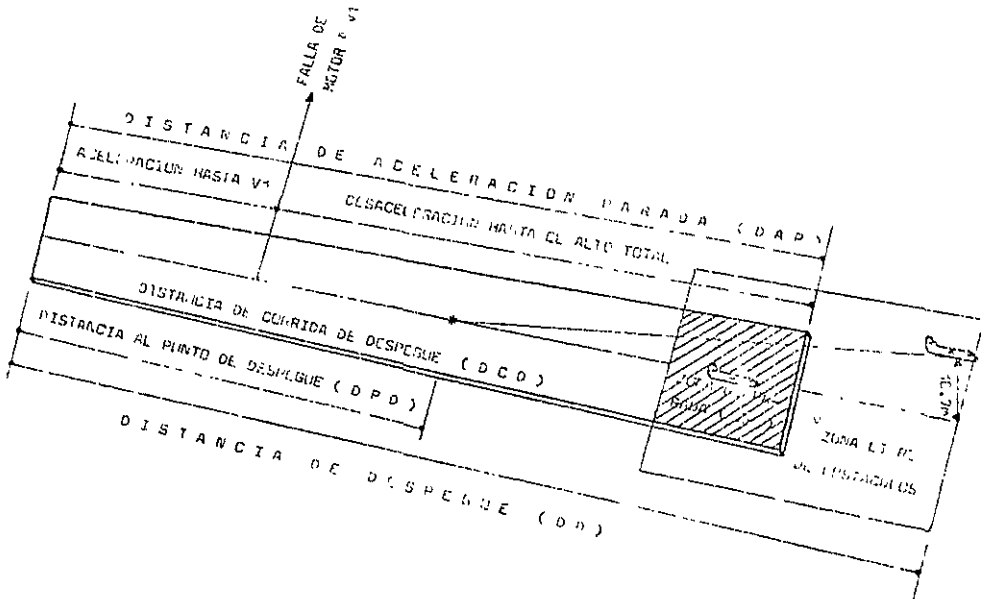 FALLA DE
MOTOR V1
DISTANCIA DE ACELERACION PARADA (DAP)
ACELERACION HASTA V1
DESACELERACION HASTA EL ALTO TOTAL
DISTANCIA DE CORRIDA DE DESPEGUE (DCD)
DISTANCIA AL PUNTO DE DESPEGUE (DPD)
DISTANCIA DE DESPEGUE (DD)
ZONA
DE OBSTACULOS